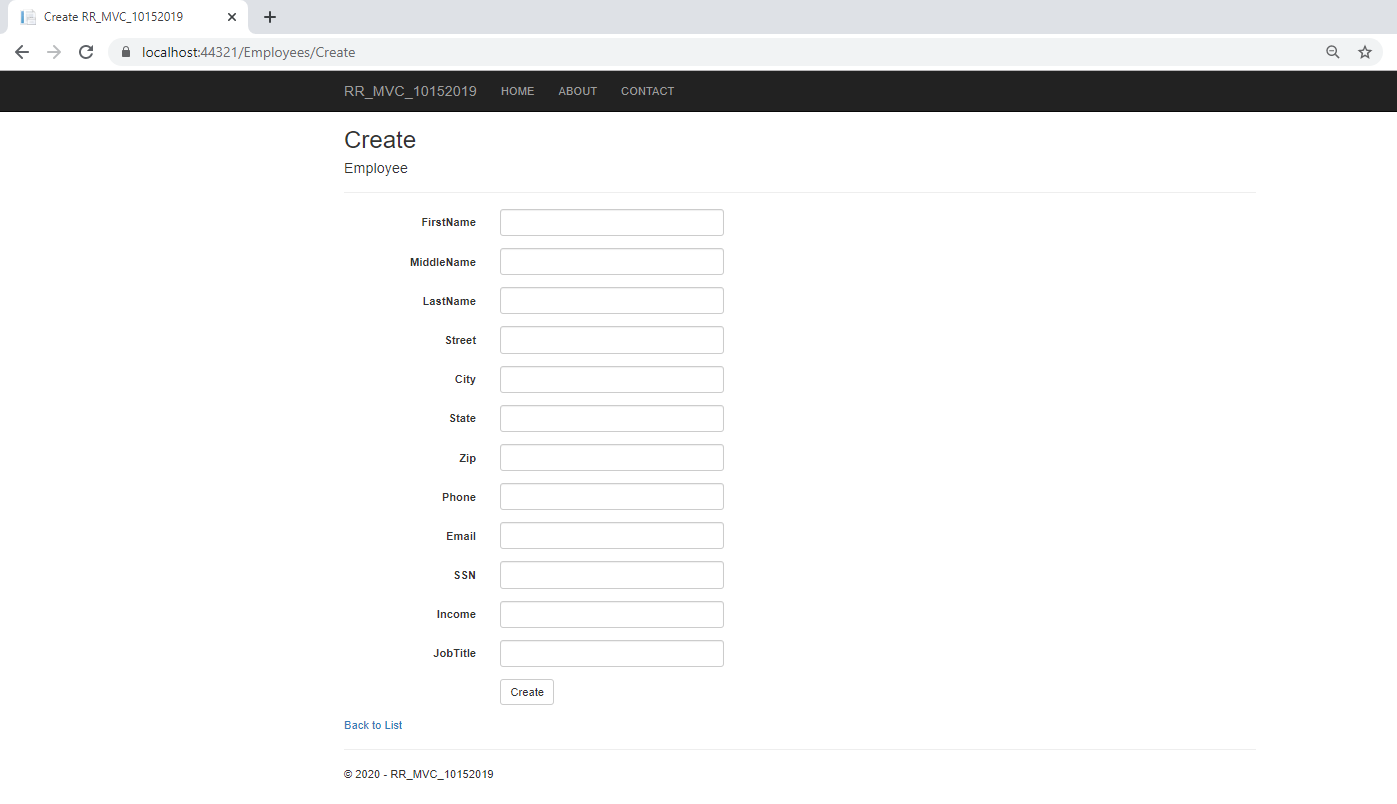 Create RR_MVC_10152019
localhost:44321/Employees/Create
RR_MVC_10152019 HOME ABOUT CONTACT
Create
Employee
FirstName
MiddleName
LastName
Street
City
State
Zip
Phone
Email
SSN
Income
JobTitle
Create
Back to List
© 2020 - RR_MVC_10152019